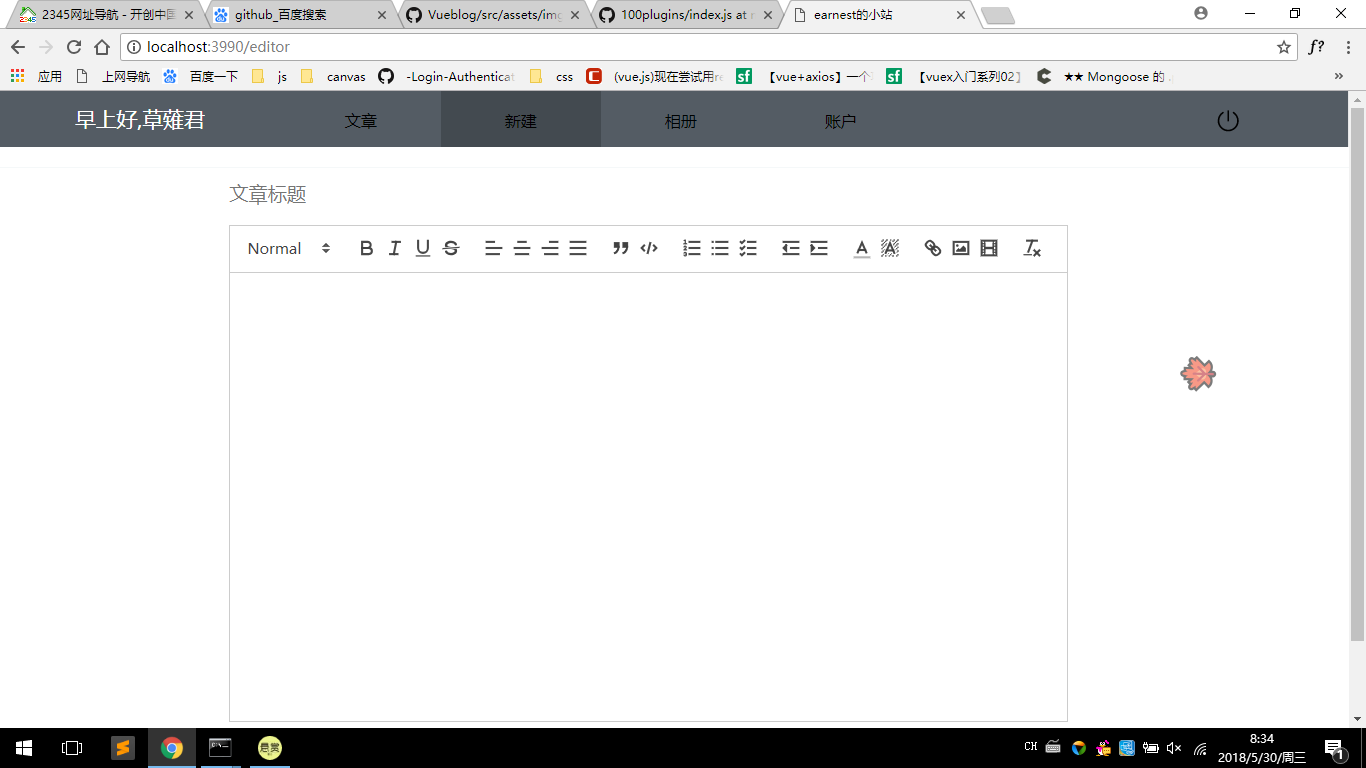 2345网址导航 - 开创中国
github_百度搜索
Vueblog/src/assets/img
100plugins/index.js at
earnest的小站
localhost:3990/editor
f?
应用
上网导航
百度一下
js
canvas
-Login-Authenticat
css
(vue.js)现在尝试用re
【vue+axios】一个
【vuex入门系列02】
★★ Mongoose 的
早上好,草薙君
文章
新建
相册
账户
文章标题
Normal
CH
8:34
2018/5/30/周三
1
悬赏